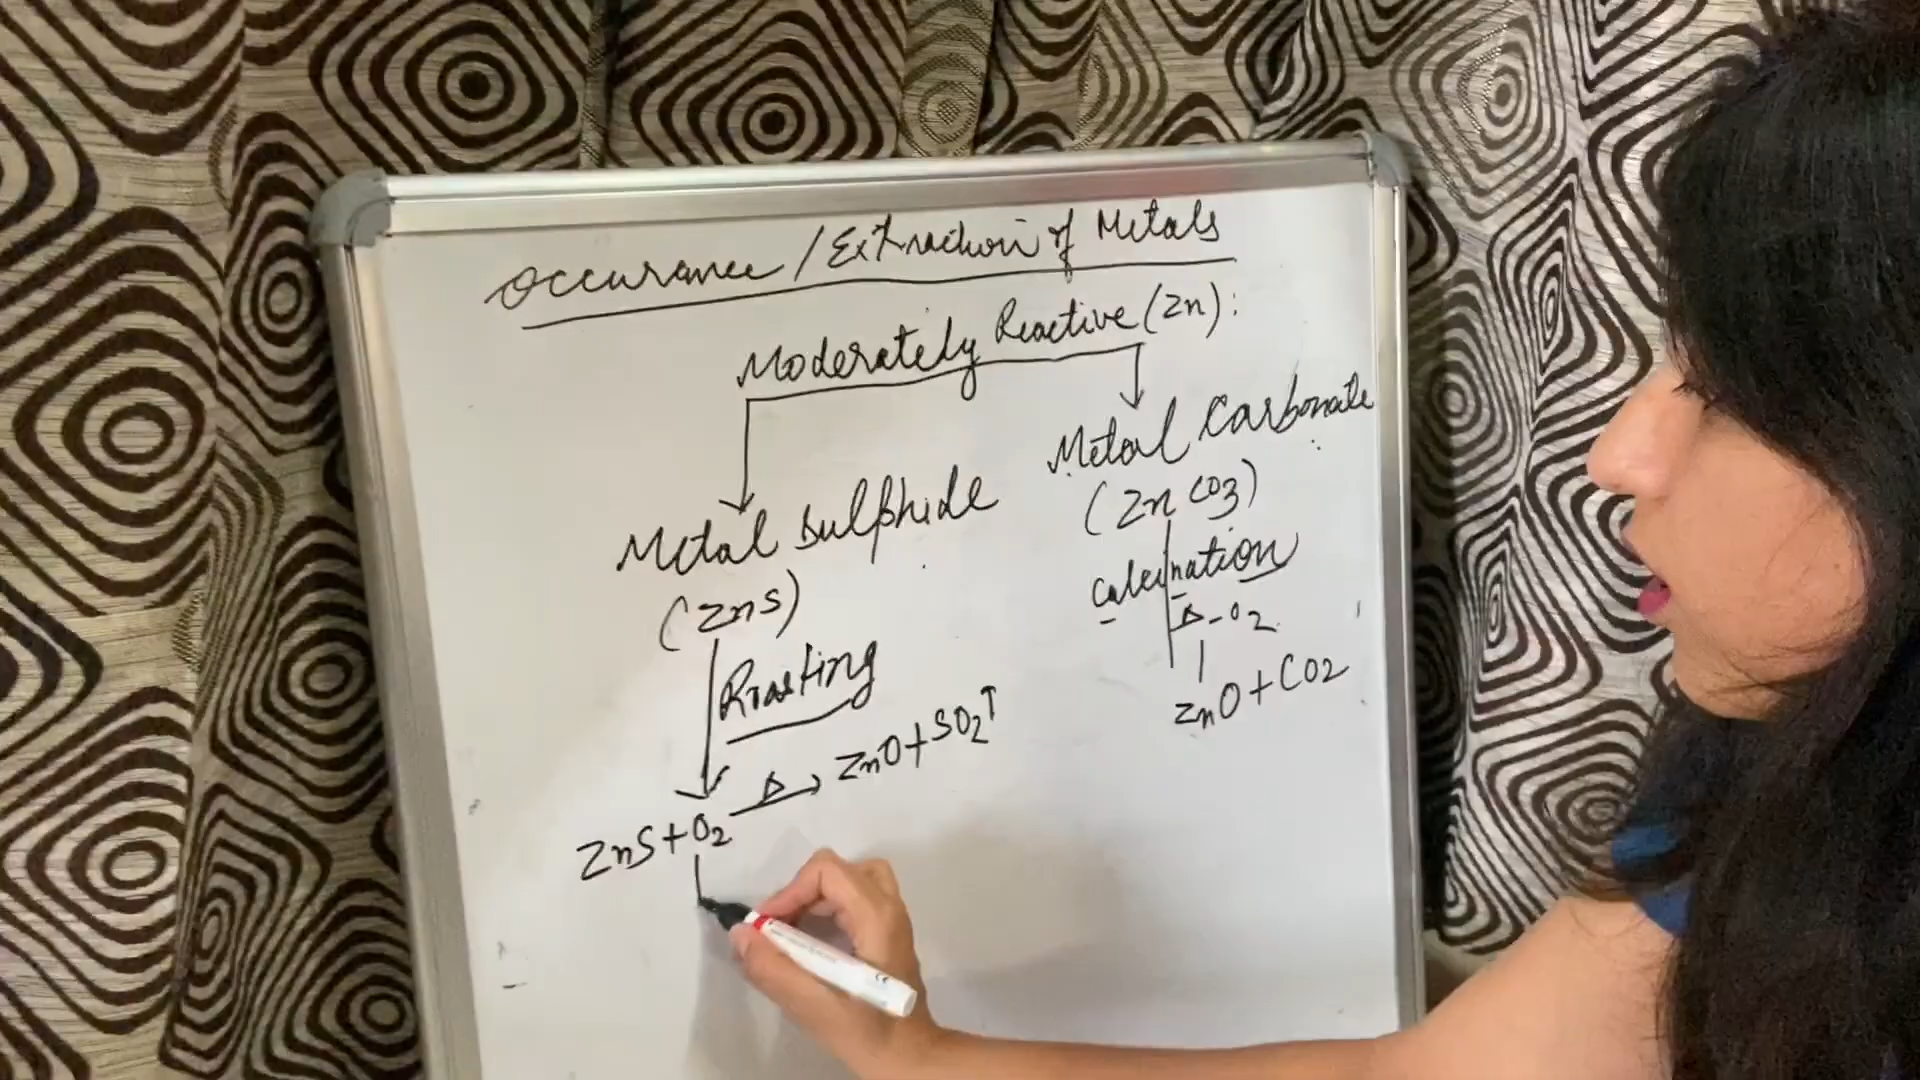 Occurance / Extraction of Metals
Moderately Reactive (Zn):
Metal Sulphide
(ZnS)
Roasting
ZnS + O2 Δ→ ZnO + SO2↑
Metal Carbonate
(ZnCO3)
Calcination
Δ - O2
ZnO + CO2